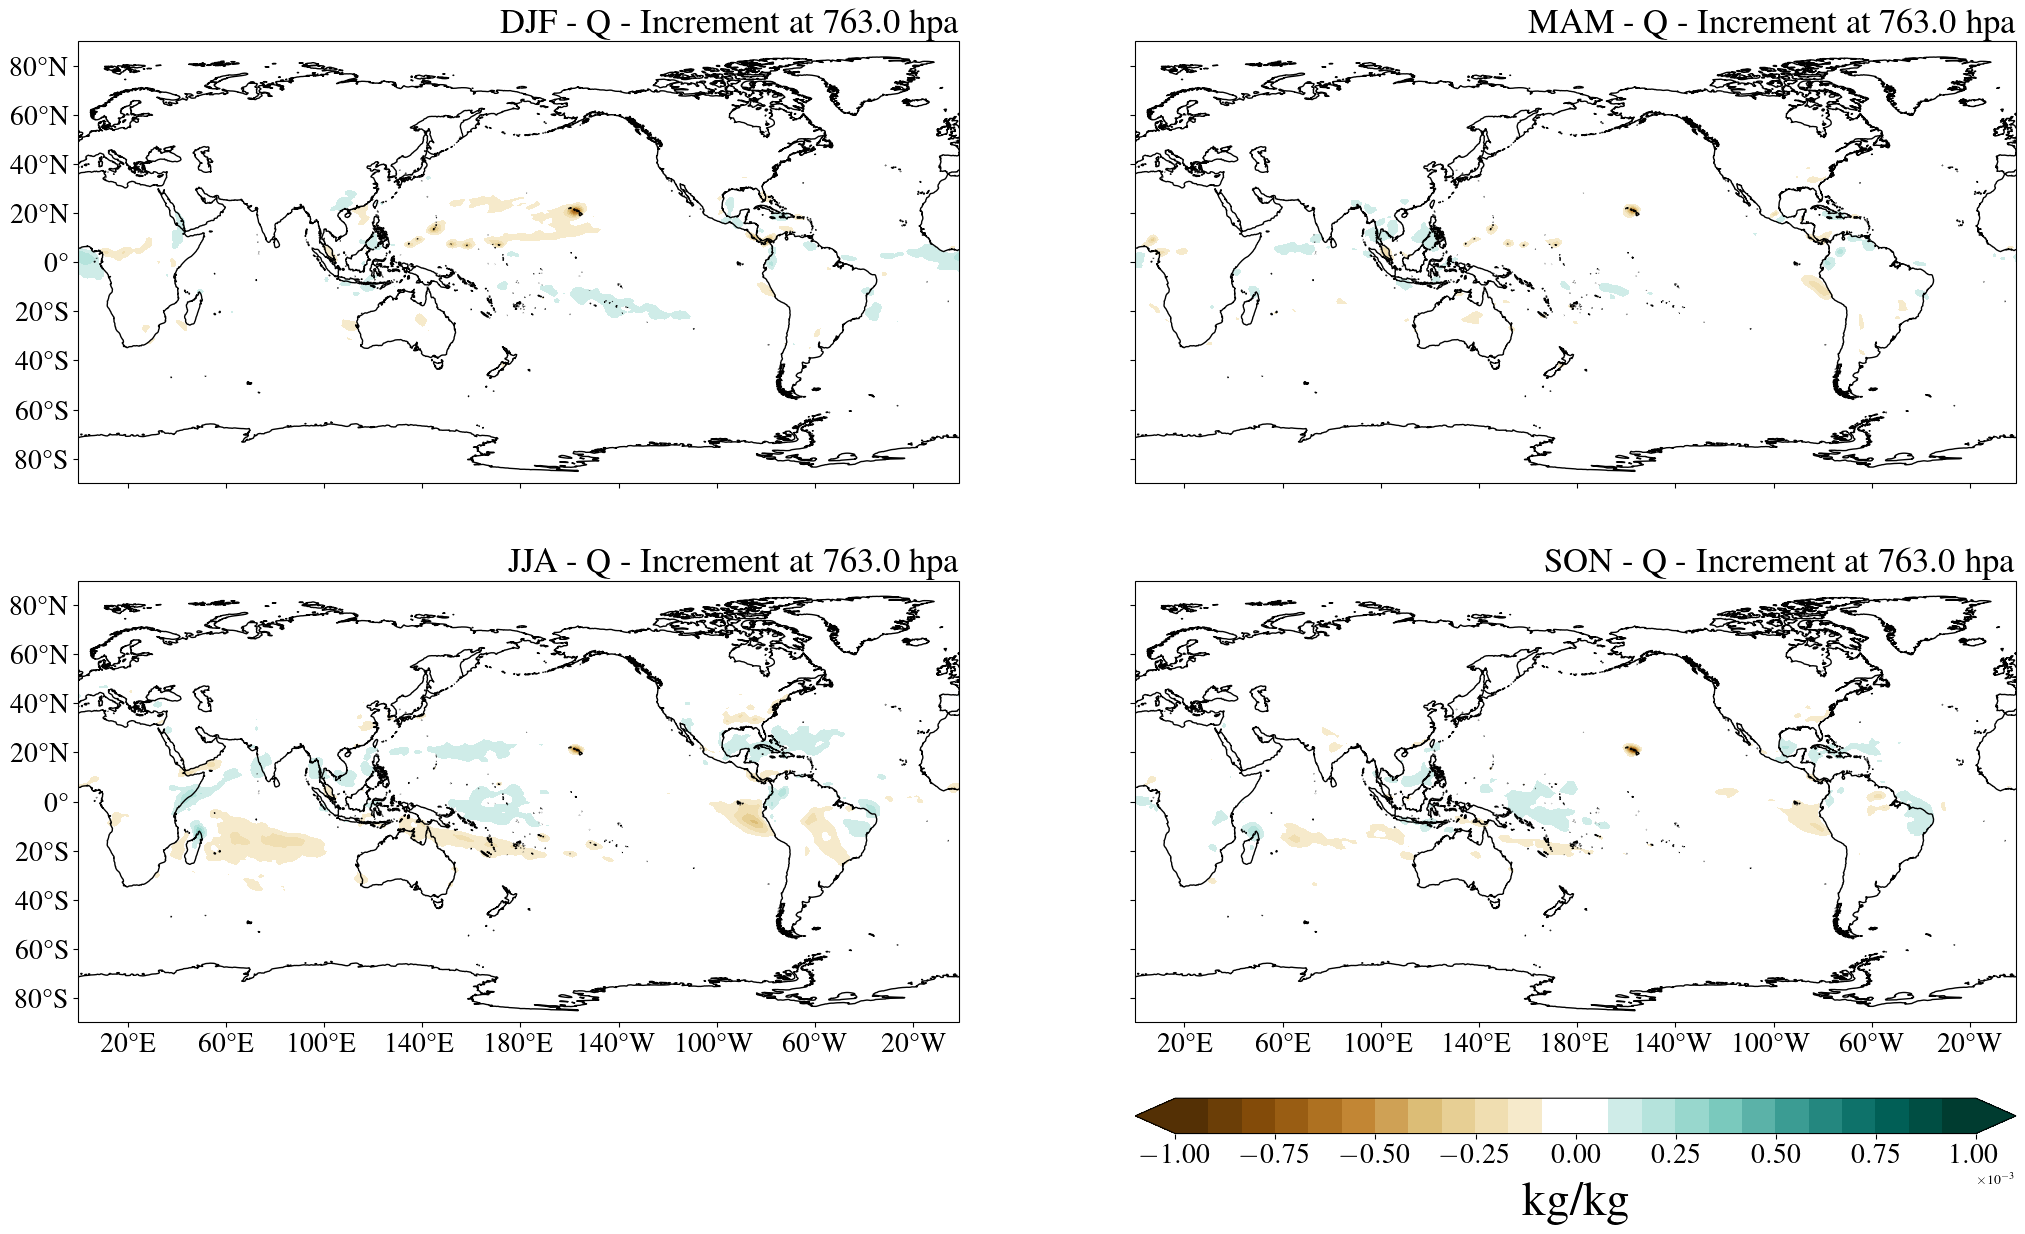 DJF - Q - Increment at 763.0 hpa
MAM - Q - Increment at 763.0 hpa
80°N
60°N
40°N
20°N
0°
20°S
40°S
60°S
80°S
JJA - Q - Increment at 763.0 hpa
SON - Q - Increment at 763.0 hpa
80°N
60°N
40°N
20°N
0°
20°S
40°S
60°S
80°S
20°E 60°E 100°E 140°E 180°E 140°W 100°W 60°W 20°W
20°E 60°E 100°E 140°E 180°E 140°W 100°W 60°W 20°W
−1.00 −0.75 −0.50 −0.25 0.00 0.25 0.50 0.75 1.00
×10⁻³
kg/kg